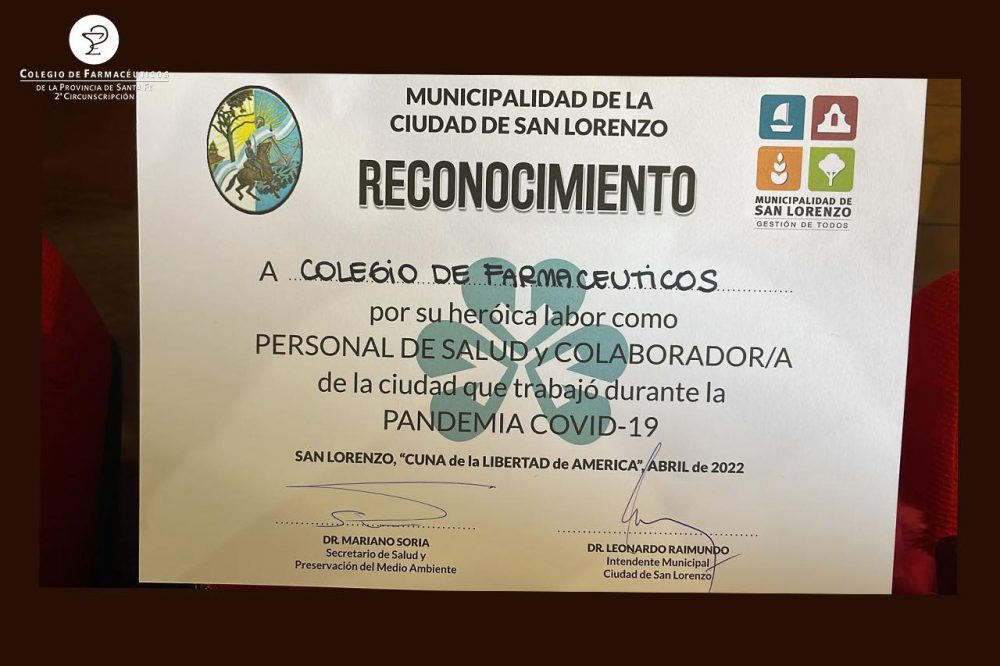 COLEGIO DE FARMACÉUTICOS
DE LA PROVINCIA DE SANTA FE
2ª CIRCUNSCRIPCIÓN
MUNICIPALIDAD DE LA
CIUDAD DE SAN LORENZO
RECONOCIMIENTO
MUNICIPALIDAD DE
SAN LORENZO
GESTIÓN DE TODOS
A COLEGIO DE FARMACEUTICOS
por su heróica labor como
PERSONAL DE SALUD y COLABORADOR/A
de la ciudad que trabajó durante la
PANDEMIA COVID-19
SAN LORENZO, "CUNA de la LIBERTAD de AMERICA", ABRIL de 2022
DR. MARIANO SORIA
Secretario de Salud y
Preservación del Medio Ambiente
DR. LEONARDO RAIMUNDO
Intendente Municipal
Ciudad de San Lorenzo